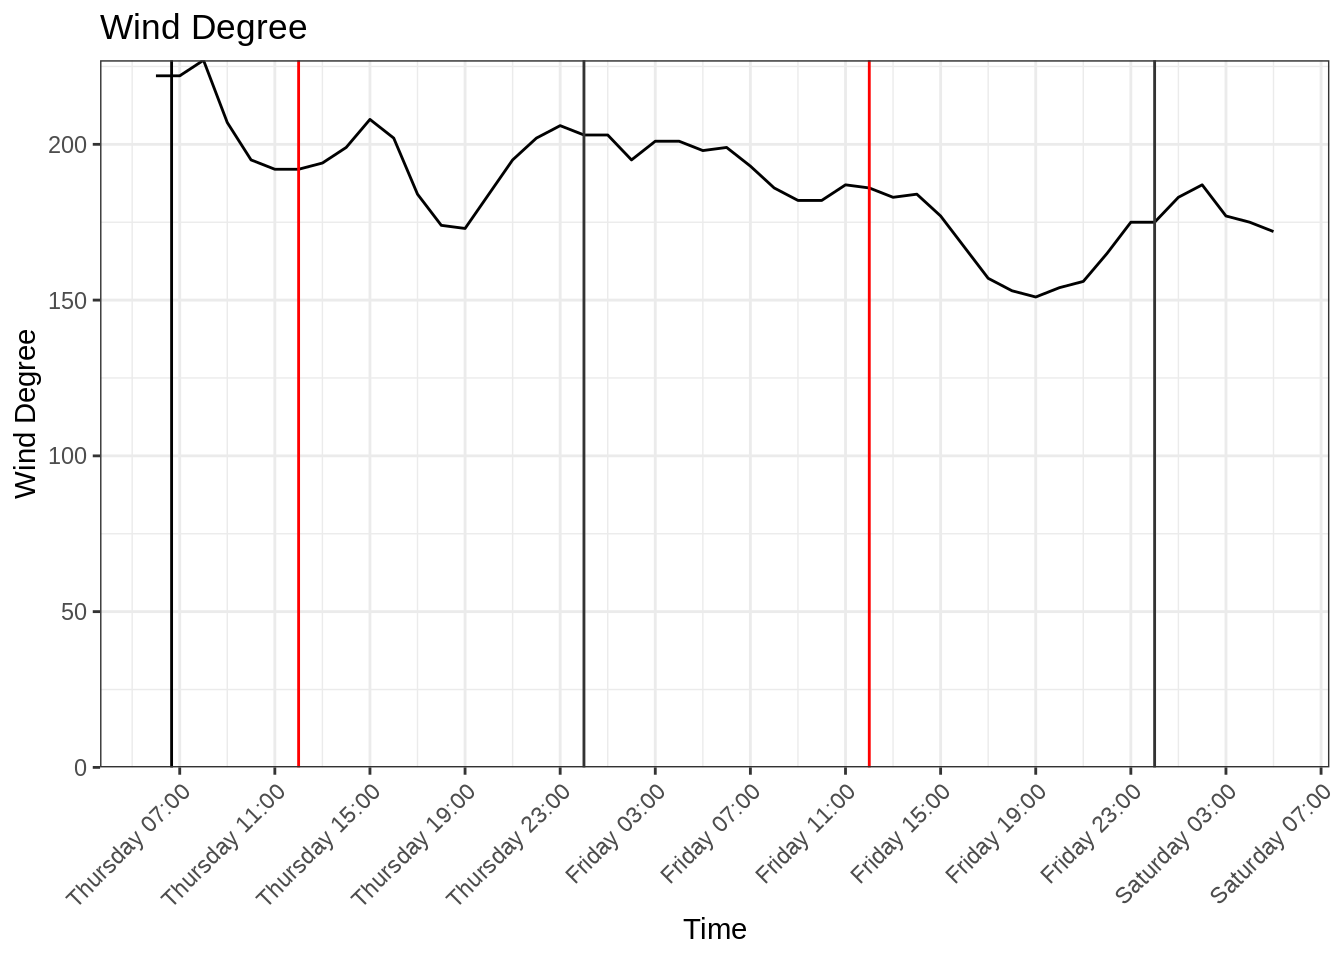 Wind Degree
Wind Degree
200
150
100
50
0
Thursday 07:00
Thursday 11:00
Thursday 15:00
Thursday 19:00
Thursday 23:00
Friday 03:00
Friday 07:00
Friday 11:00
Friday 15:00
Friday 19:00
Friday 23:00
Saturday 03:00
Saturday 07:00
Time